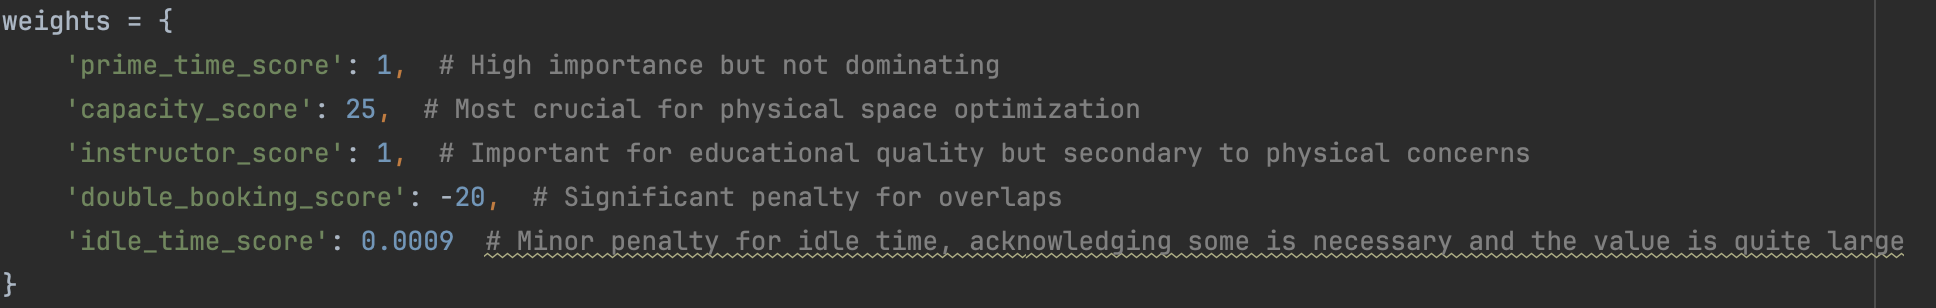 weights = {
    'prime_time_score': 1,  # High importance but not dominating
    'capacity_score': 25,  # Most crucial for physical space optimization
    'instructor_score': 1,  # Important for educational quality but secondary to physical concerns
    'double_booking_score': -20,  # Significant penalty for overlaps
    'idle_time_score': 0.0009  # Minor penalty for idle time, acknowledging some is necessary and the value is quite large
}